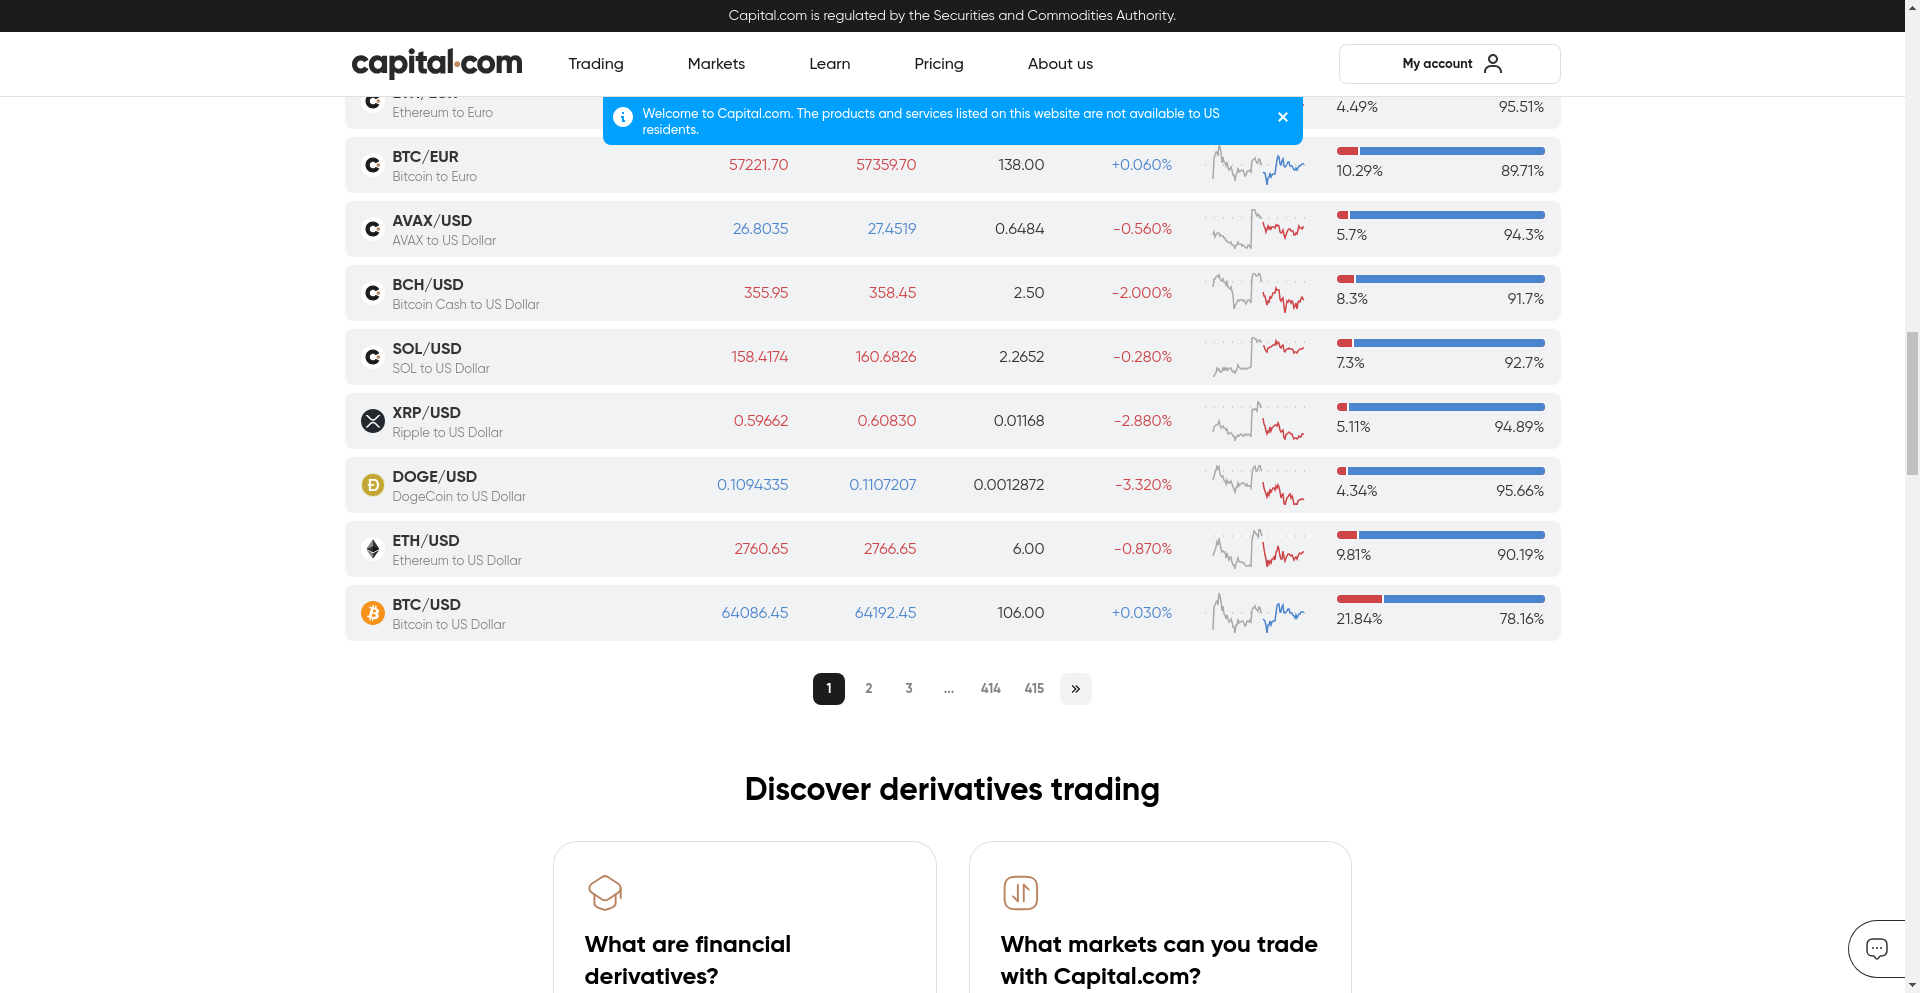 Capital.com is regulated by the Securities and Commodities Authority.
capital.com
Trading
Markets
Learn
Pricing
About us
My account
Welcome to Capital.com. The products and services listed on this website are not available to US
residents.
Ethereum to Euro
4.49%
95.51%
BTC/EUR
Bitcoin to Euro
57221.70
57359.70
138.00
+0.060%
10.29%
89.71%
AVAX/USD
AVAX to US Dollar
26.8035
27.4519
0.6484
-0.560%
5.7%
94.3%
BCH/USD
Bitcoin Cash to US Dollar
355.95
358.45
2.50
-2.000%
8.3%
91.7%
SOL/USD
SOL to US Dollar
158.4174
160.6826
2.2652
-0.280%
7.3%
92.7%
XRP/USD
Ripple to US Dollar
0.59662
0.60830
0.01168
-2.880%
5.11%
94.89%
DOGE/USD
DogeCoin to US Dollar
0.1094335
0.1107207
0.0012872
-3.320%
4.34%
95.66%
ETH/USD
Ethereum to US Dollar
2760.65
2766.65
6.00
-0.870%
9.81%
90.19%
BTC/USD
Bitcoin to US Dollar
64086.45
64192.45
106.00
+0.030%
21.84%
78.16%
1 2 3 ... 414 415 »
Discover derivatives trading
What are financial
derivatives?
What markets can you trade
with Capital.com?